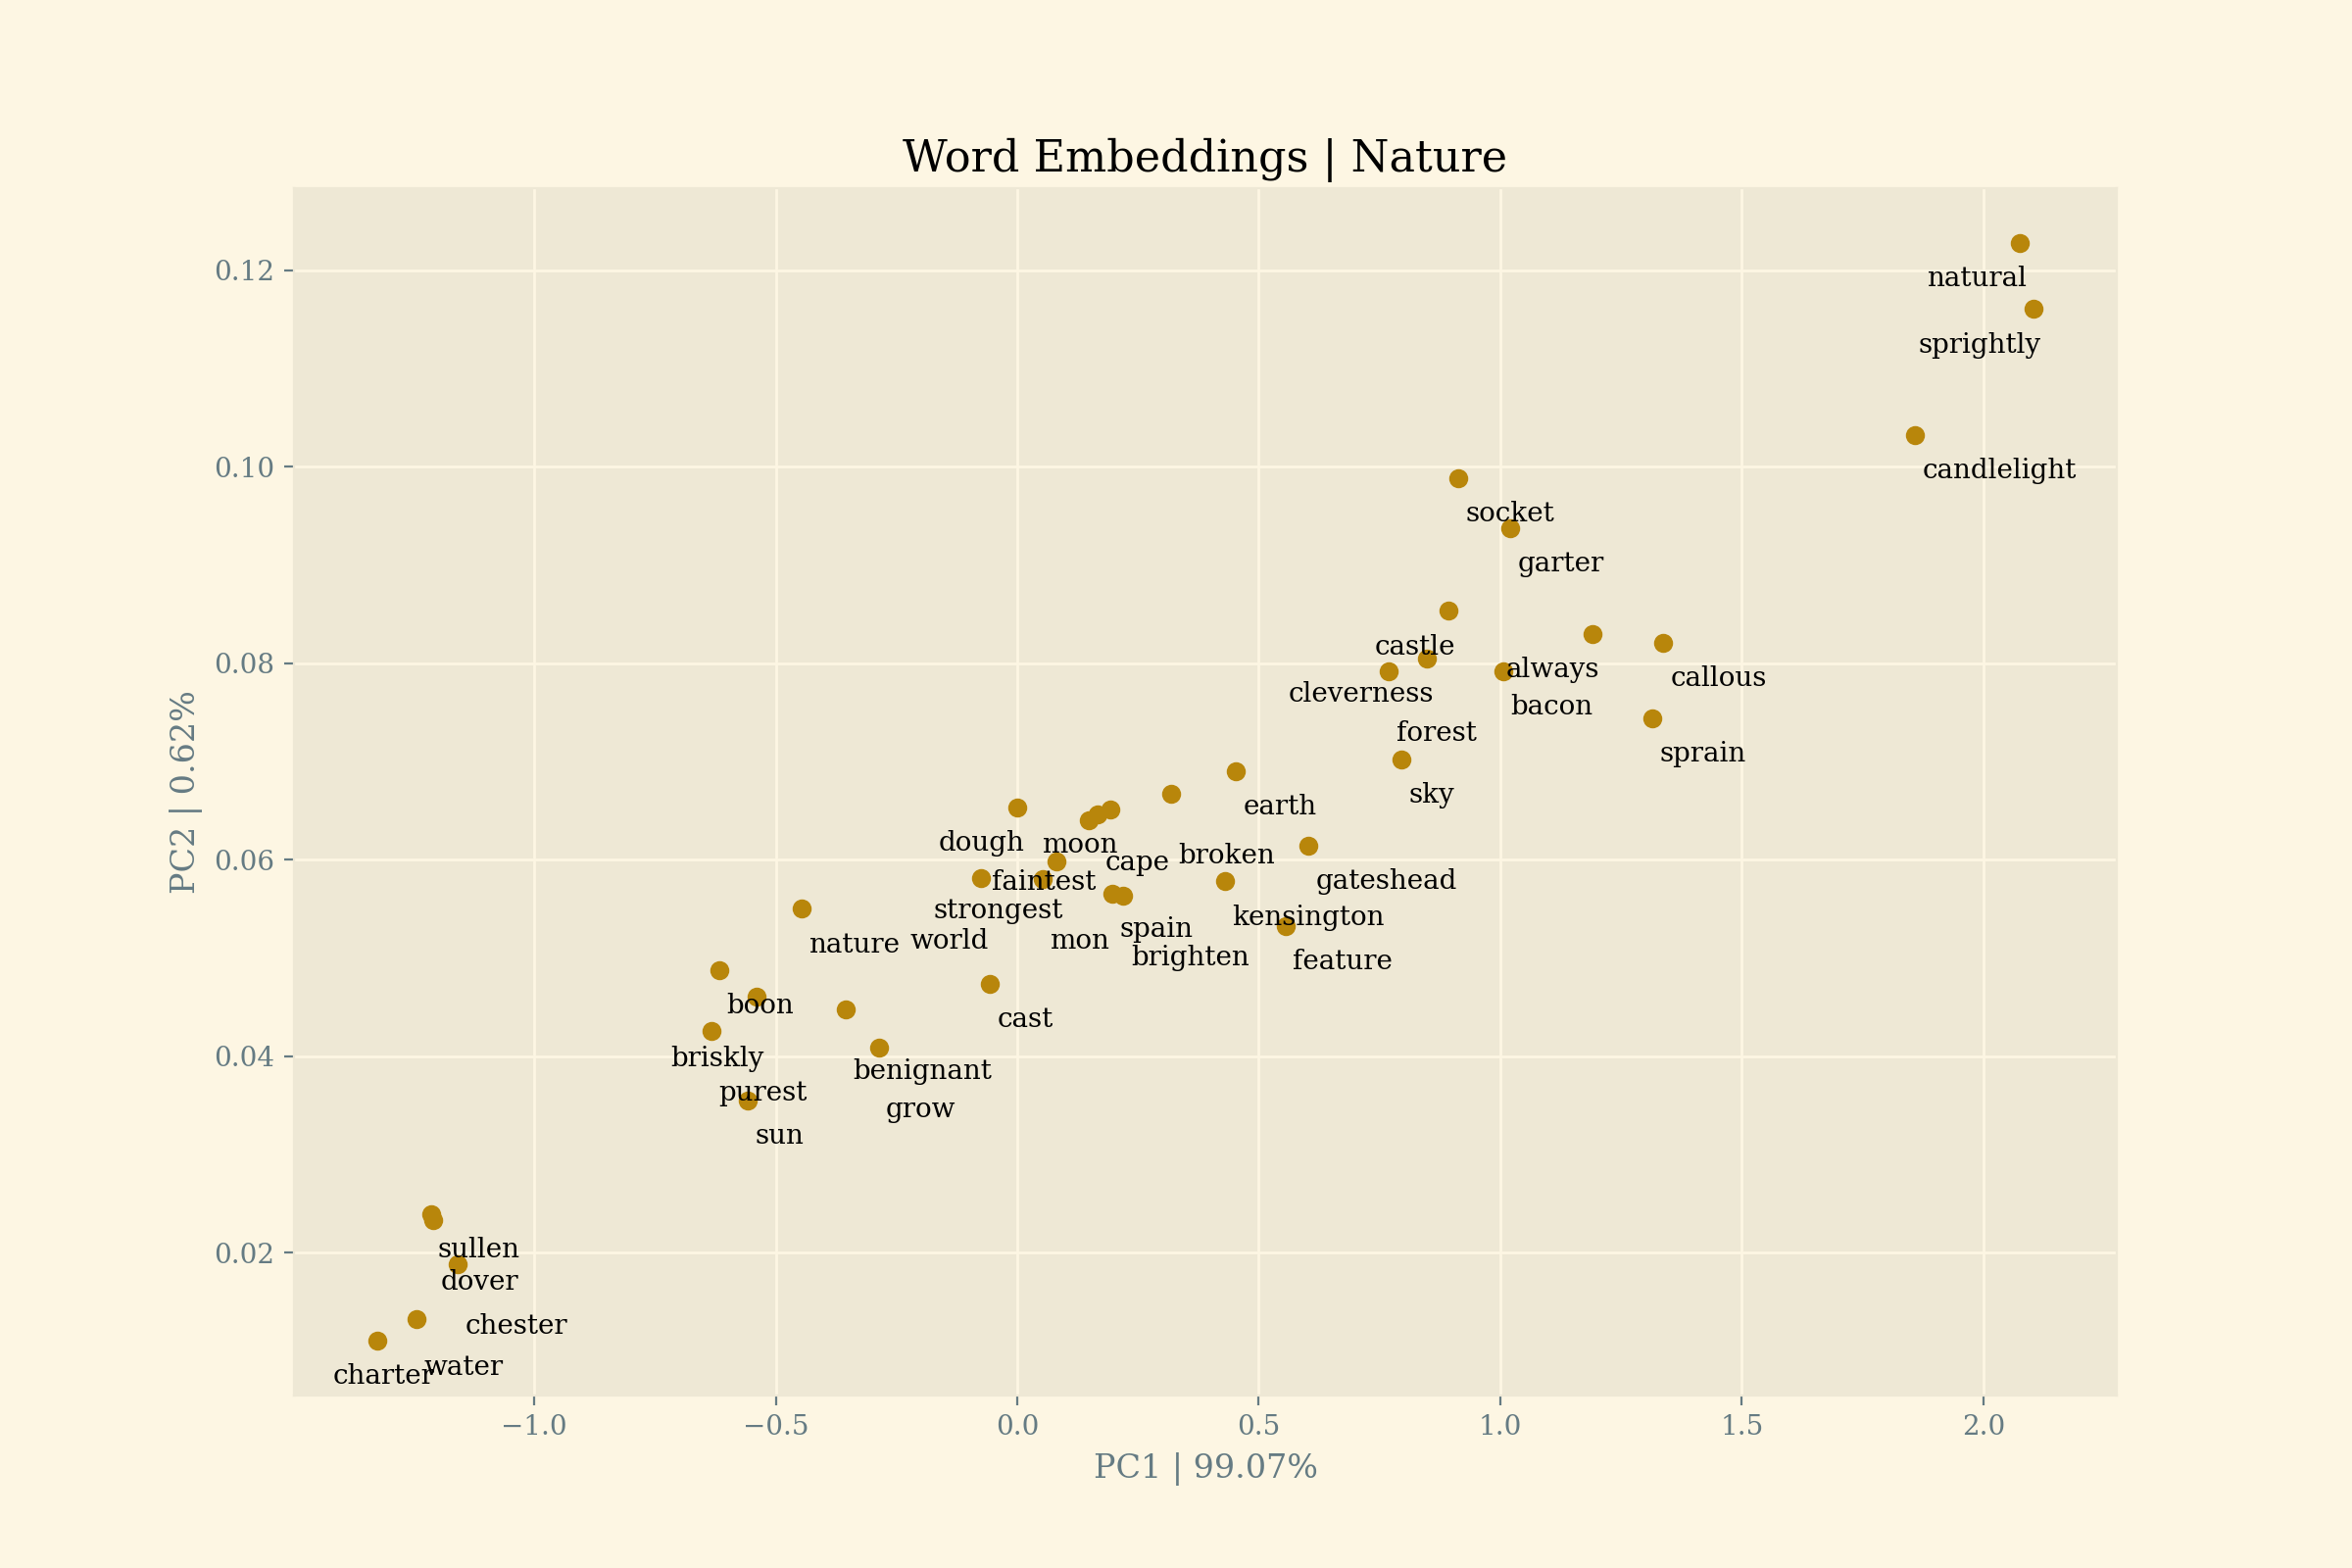 Word Embeddings | Nature
0.12
natural
sprightly
0.10
candlelight
socket
garter
castle
0.08
always
callous
cleverness
bacon
forest
sprain
sky
earth
dough
moon
0.06
cape
broken
faintest
gateshead
strongest
kensington
spain
nature
world
mon
brighten
feature
boon
cast
0.04
briskly
benignant
purest
grow
sun
0.02
sullen
dover
chester
water
charter
−1.0
−0.5
0.0
0.5
1.0
1.5
2.0
PC1 | 99.07%
PC2 | 0.62%